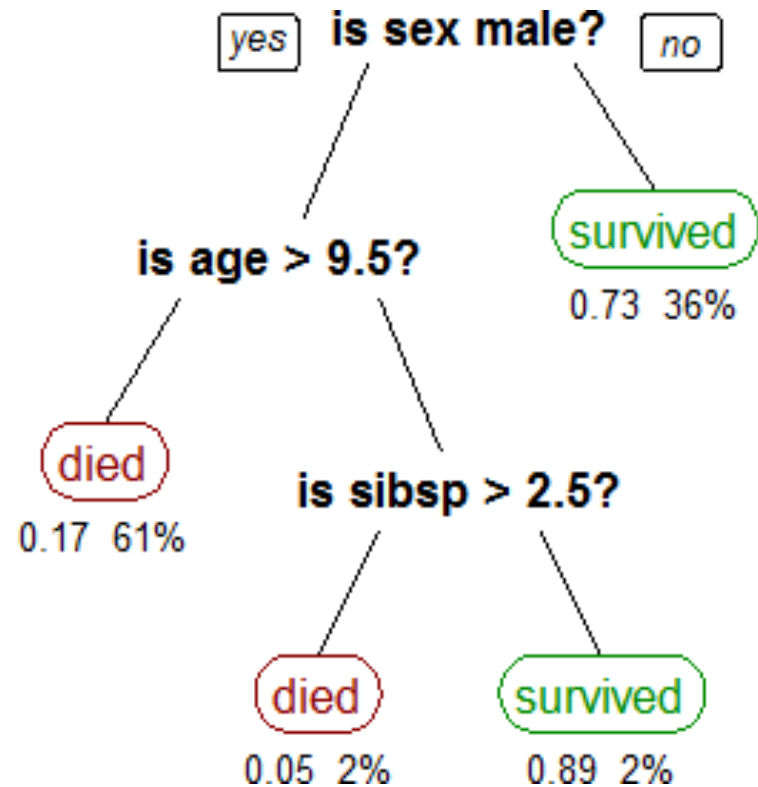 yes is sex male? no
is age > 9.5?
survived
0.73 36%
died
0.17 61%
is sibsp > 2.5?
died
0.05 2%
survived
0.89 2%